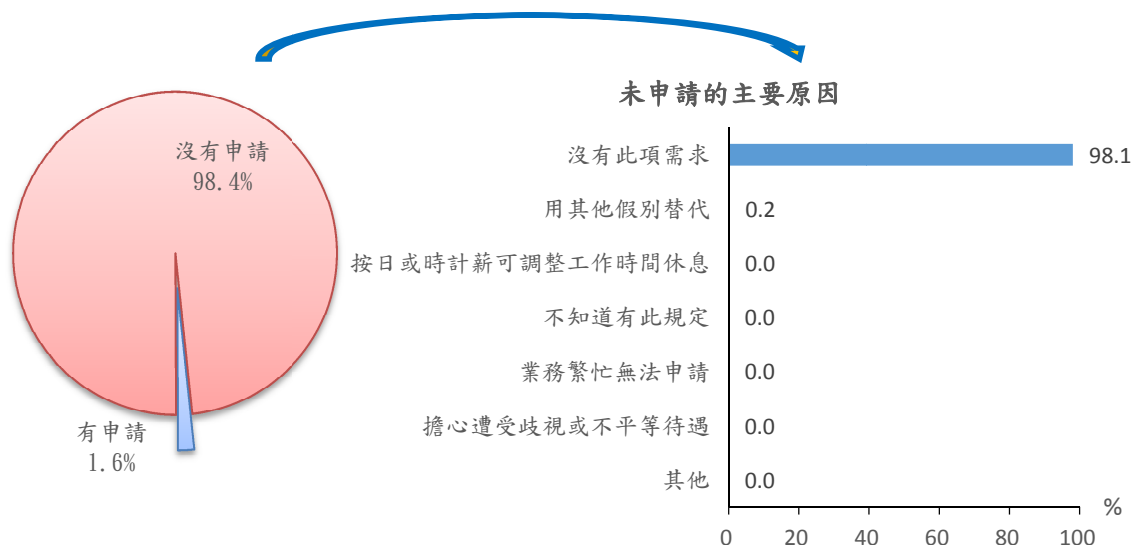 未申請的主要原因
沒有申請
98.4%
有申請
1.6%
沒有此項需求 98.1
用其他假別替代 0.2
按日或時計薪可調整工作時間休息 0.0
不知道有此規定 0.0
業務繁忙無法申請 0.0
擔心遭受歧視或不平等待遇 0.0
其他 0.0
0 20 40 60 80 100 %